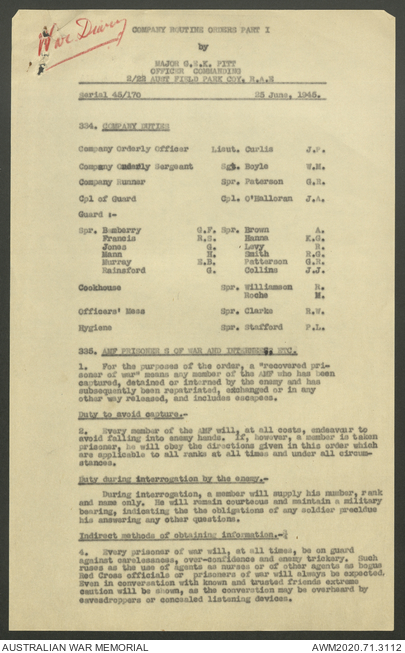 War Diary
COMPANY ROUTINE ORDERS PART I
by
MAJOR G.R.K. PITT
OFFICER COMMANDING
2/22 AUST FIELD PARK COY. R.A.E
Serial 45/170 25 June, 1945.
334. COMPANY DUTIES
Company Orderly Officer Lieut. Curlis J.P.
Company Orderly Sergeant Sgt. Boyle W.M.
Company Runner Spr. Paterson G.R.
Cpl of Guard Cpl. O'Halloran J.A.
Guard :-
Spr. Bamberry G.F. Spr. Brown A.
Francis R.S. Hanna K.G.
Jones G. Levy R.
Mann H. Smith R.G.
Murray E.B. Patterson G.R.
Rainsford G. Collins J.J.
Cookhouse Spr. Williamson R.
Roche M.
Officers' Mess Spr. Clarke R.W.
Hygiene Spr. Stafford P.L.
335. AMF PRISONER S OF WAR AND INTERNEES, ETC.
1. For the purposes of the order, a "recovered pri-
soner of war" means any member of the AMF who has been
captured, detained or interned by the enemy and has
subsequently been repatriated, exchanged or in any
other way released, and includes escapees.
Duty to avoid capture.-
2. Every member of the AMF will, at all costs, endeavour to
avoid falling into enemy hands. If, however, a member is taken
prisoner, he will obey the directions given in this order which
are applicable to all ranks at all times and under all circum-
stances.
Duty during interrogation by the enemy.-
During interrogation, a member will supply his number, rank
and name only. He will remain courteous and maintain a military
bearing, indicating the the obligations of any soldier preclude
his answering any other questions.
Indirect methods of obtaining information.-
4. Every prisoner of war will, at all times, be on guard
against carelessness, over-confidence and enemy trickery. Such
ruses as the use of agents as nurses or of other agents as bogus
Red Cross officials or prisoners of war will always be expected.
Even in conversation with known and trusted friends extreme
caution will be shown, as the conveation may be overheard by
eavesdroppers or concealed listening devices.
AUSTRALIAN WAR MEMORIAL AWM2020.71.3112